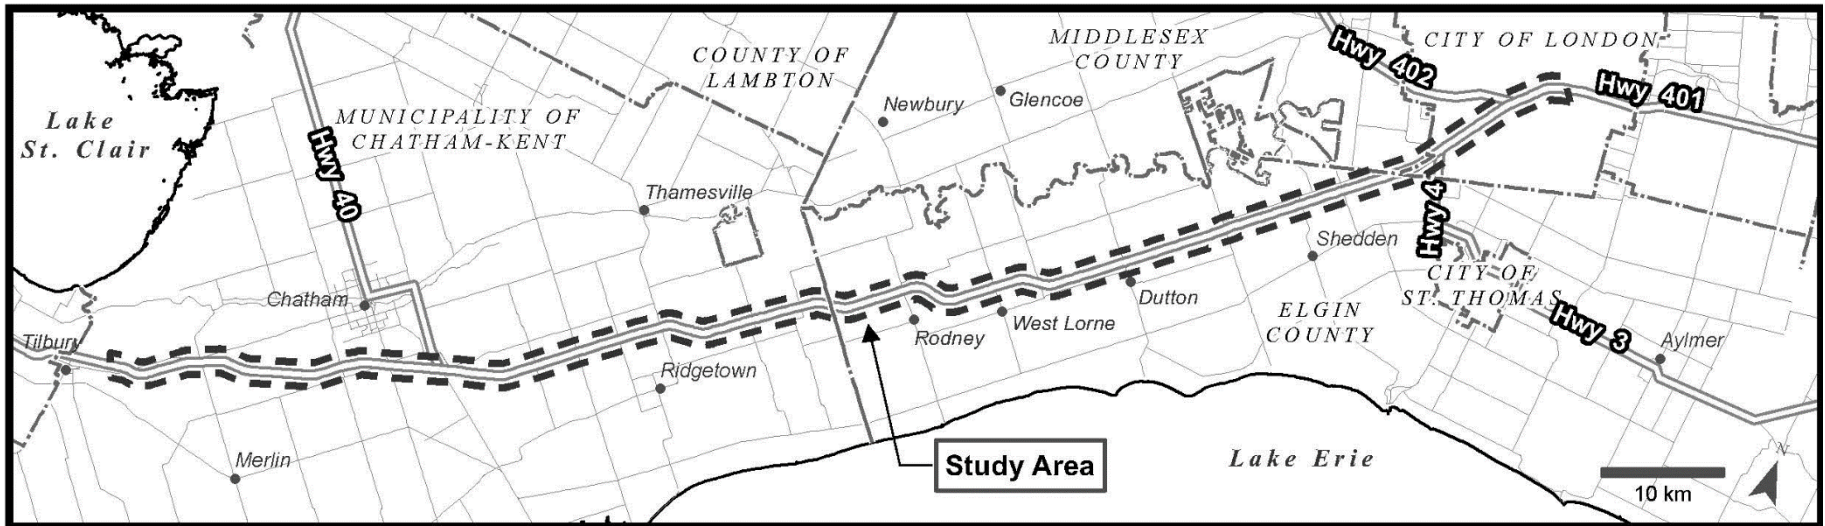 Lake
St. Clair
Hwy 40
MUNICIPALITY OF
CHATHAM-KENT
COUNTY OF
LAMBTON
MIDDLESEX
COUNTY
Hwy 402
CITY OF LONDON
Hwy 401
Newbury
Glencoe
Thamesville
Hwy 4
Shedden
CITY OF
ST. THOMAS
Chatham
Dutton
ELGIN
COUNTY
Hwy 3
Tilbury
Rodney
West Lorne
Aylmer
Ridgetown
Merlin
Study Area
Lake Erie
N
10 km